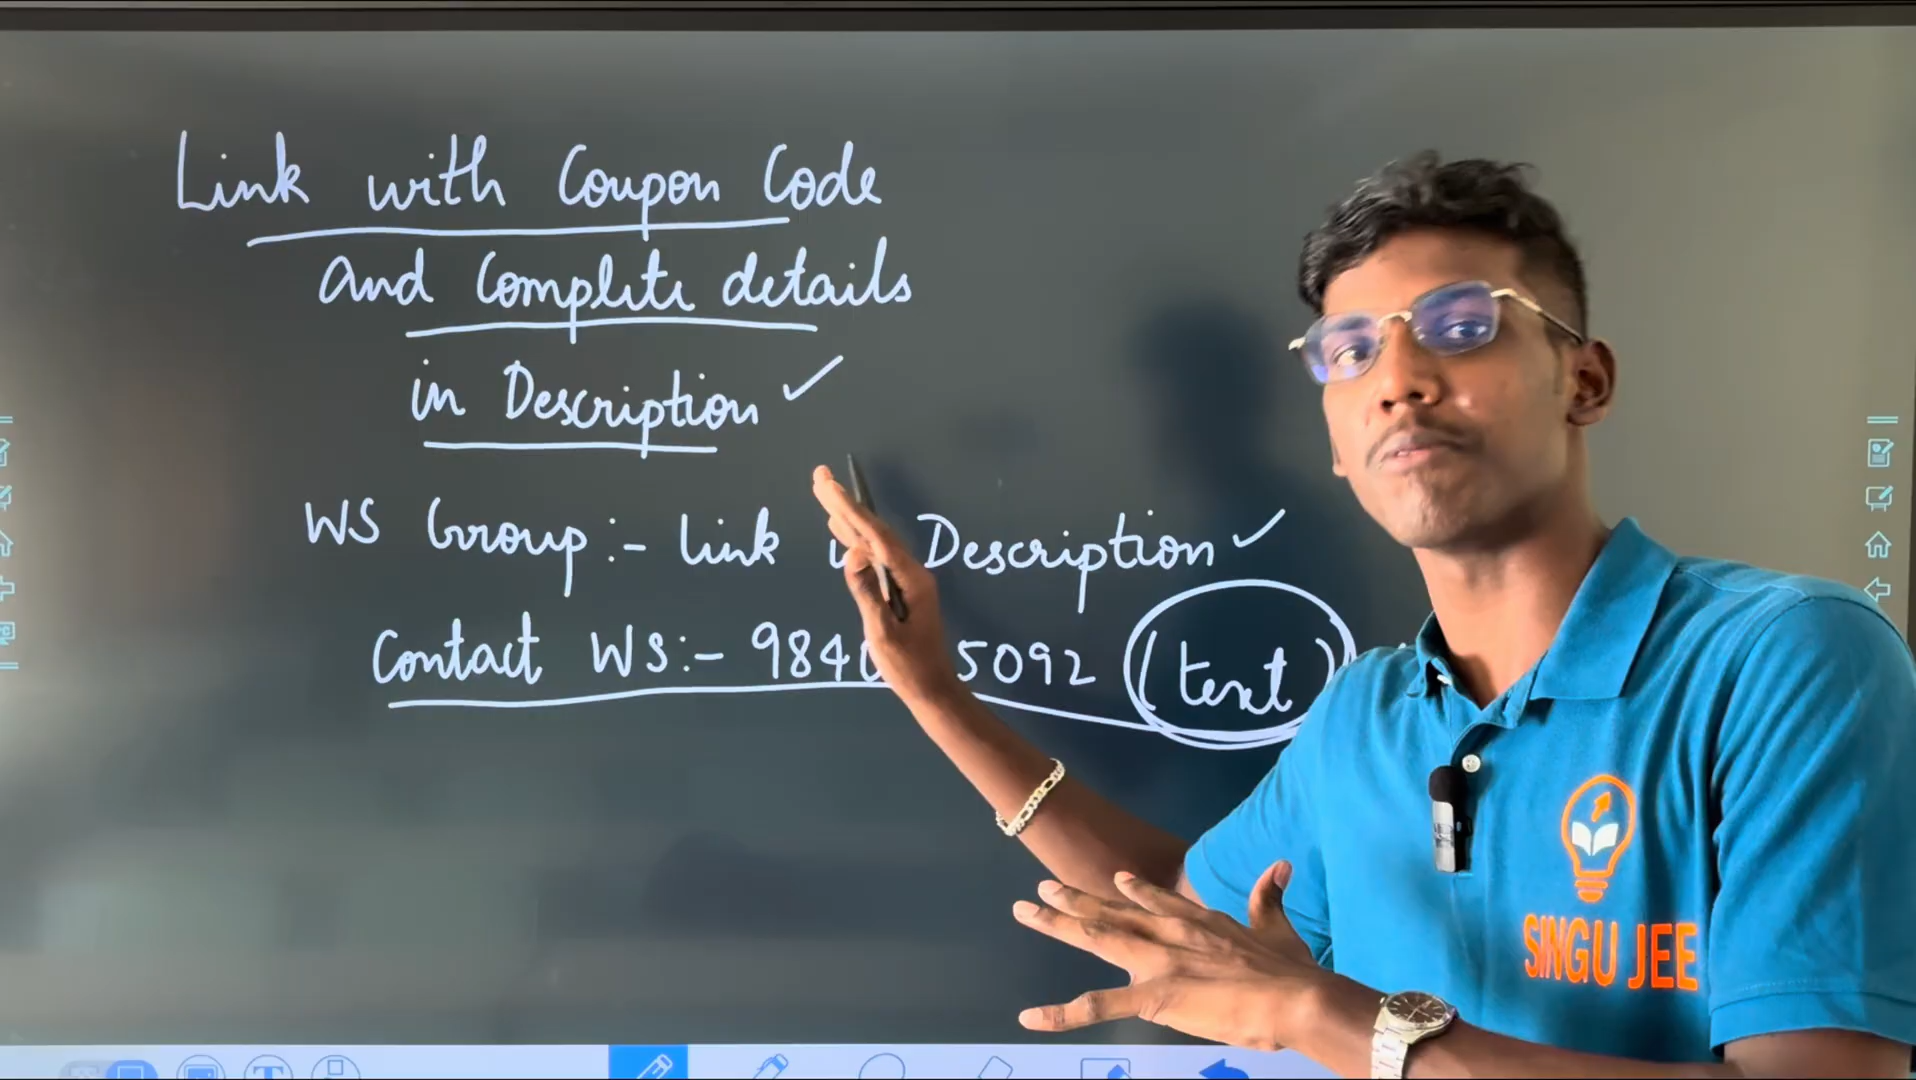 Link with Coupon Code
and Complete details
in Description ✓
WS Group:- Link Description ✓
Contact WS:- 984 5092 (text)
SINGU JEE